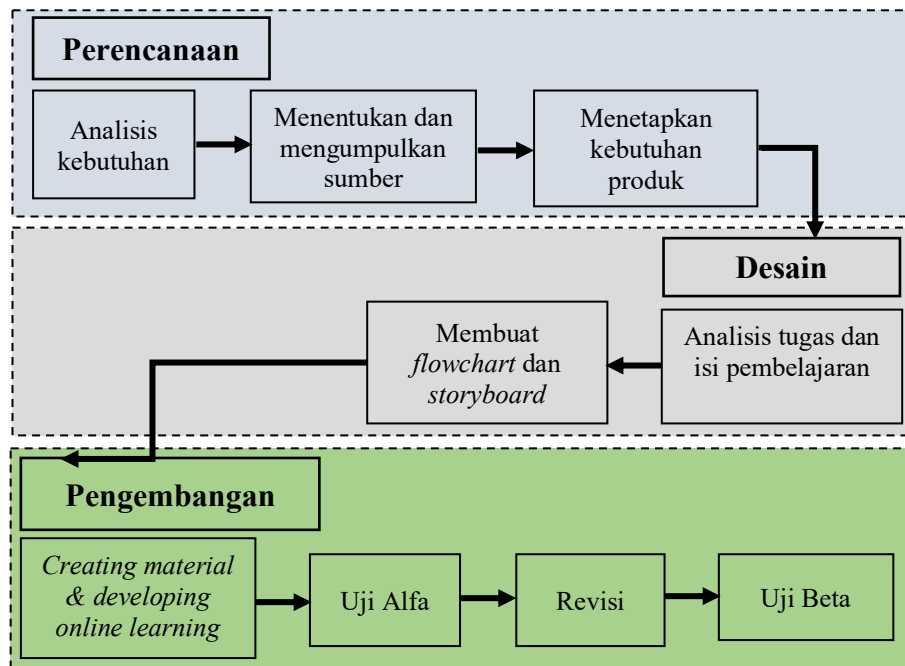 Perencanaan
Analisis
kebutuhan
Menentukan dan
mengumpulkan
sumber
Menetapkan
kebutuhan
produk
Desain
Analisis tugas dan
isi pembelajaran
Membuat
flowchart dan
storyboard
Pengembangan
Creating material
& developing
online learning
Uji Alfa
Revisi
Uji Beta